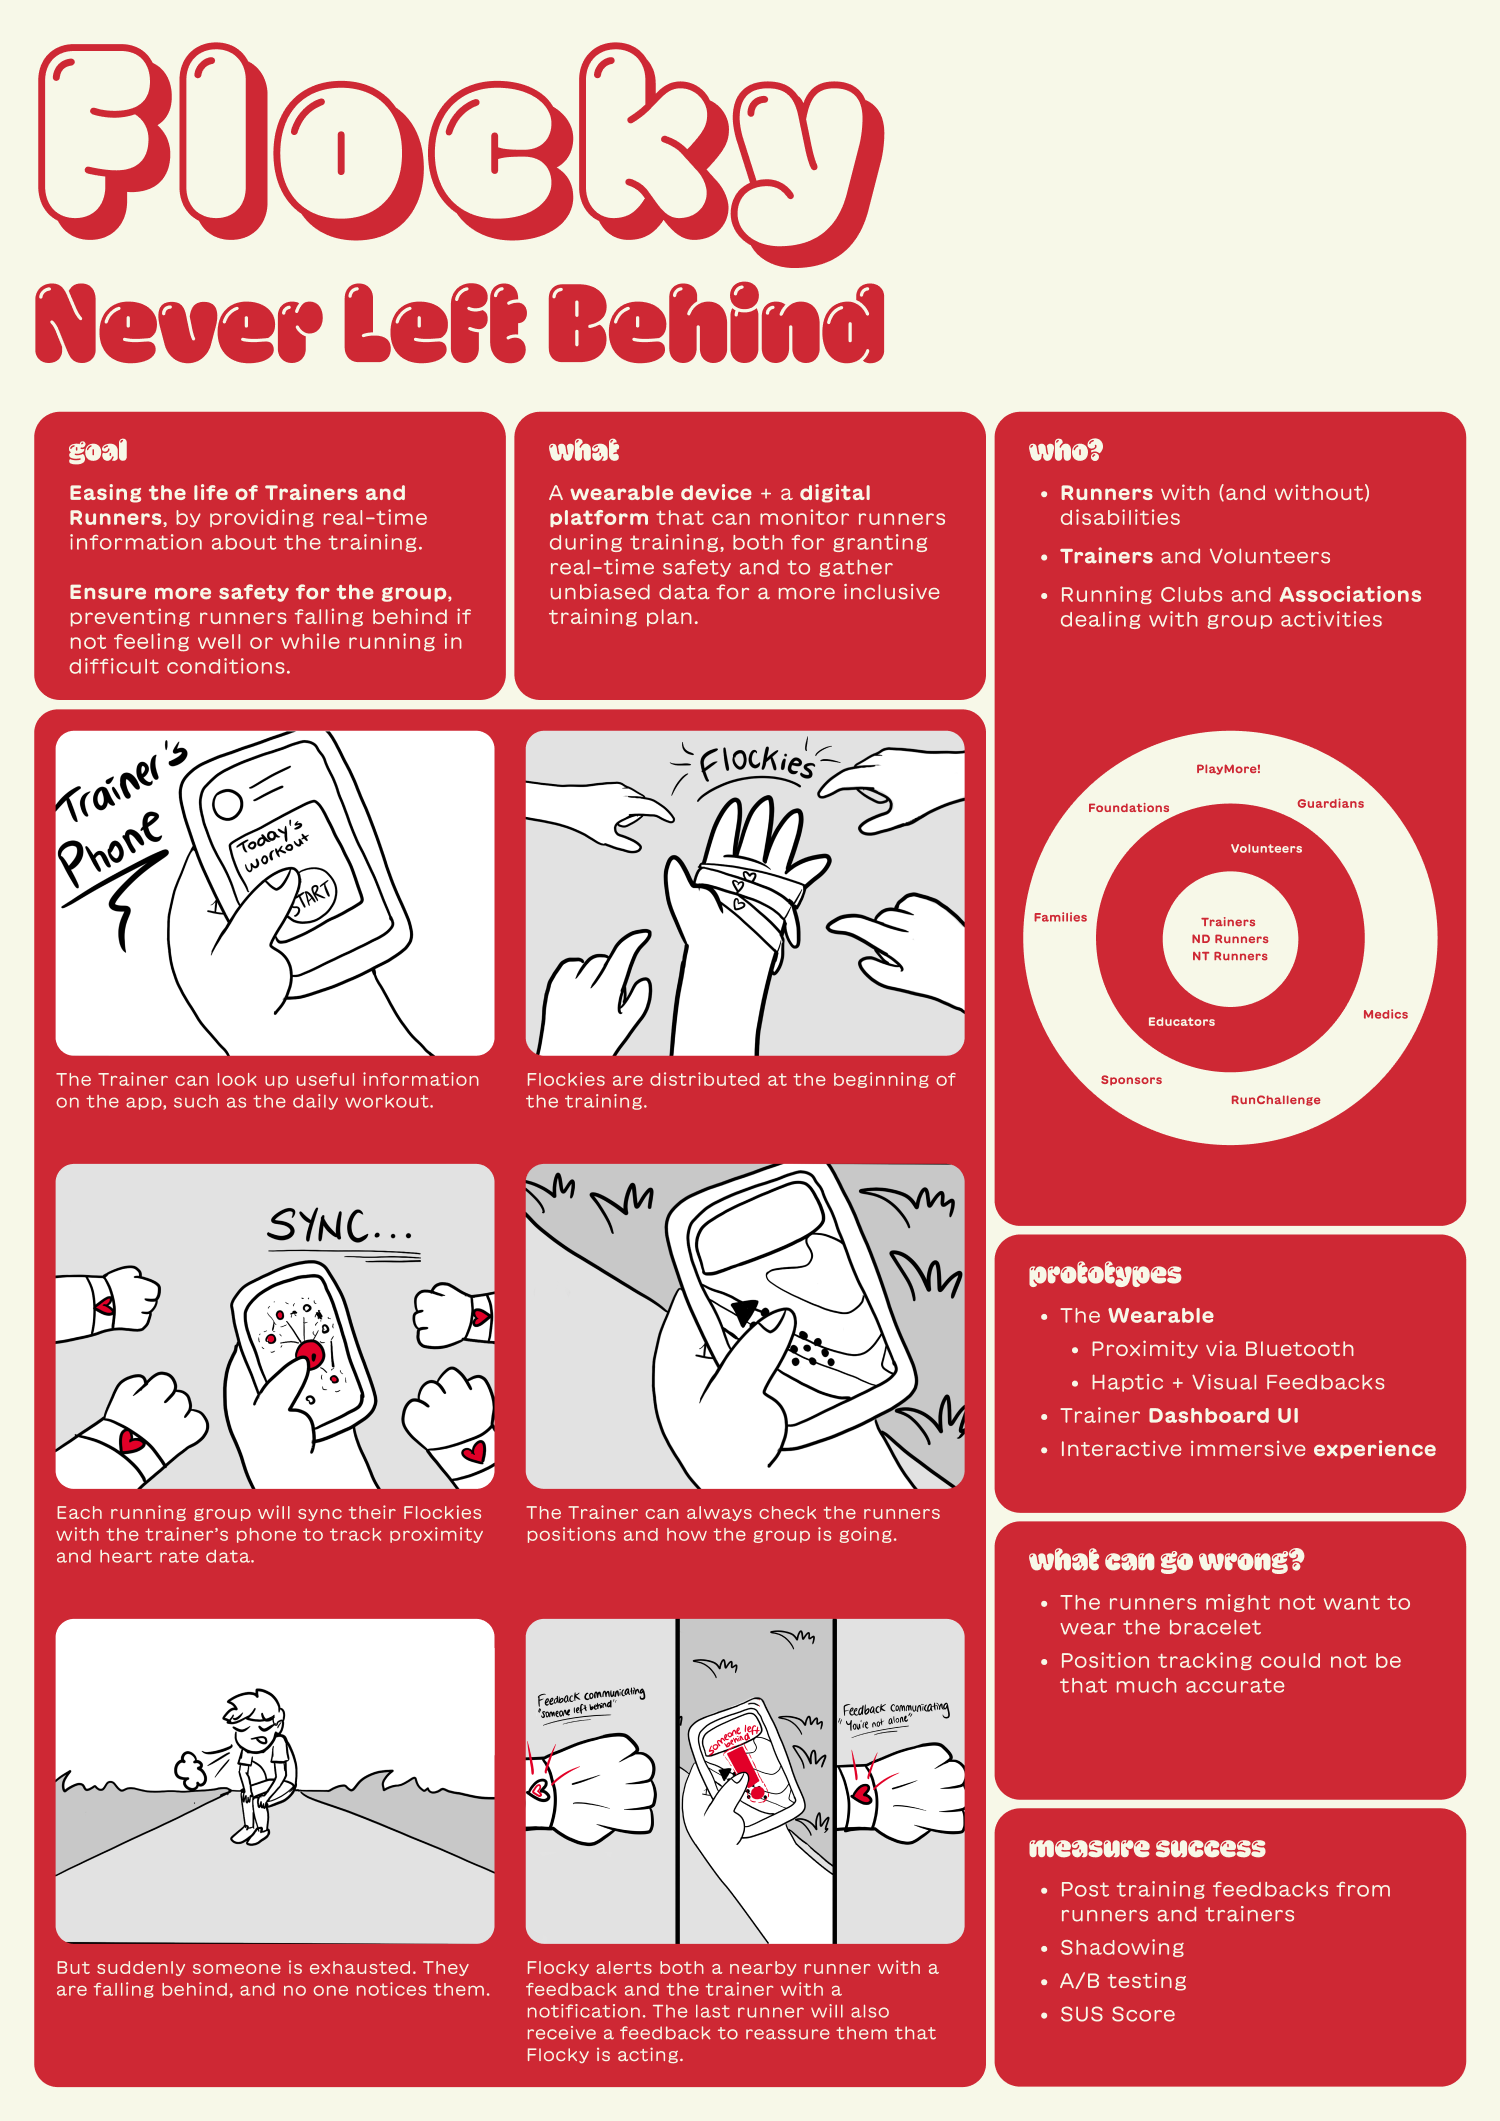 Flocky
Never Left Behind
goal
Easing the life of Trainers and
Runners, by providing real-time
information about the training.
Ensure more safety for the group,
preventing runners falling behind if
not feeling well or while running in
difficult conditions.
what
A wearable device + a digital
platform that can monitor runners
during training, both for granting
real-time safety and to gather
unbiased data for a more inclusive
training plan.
who?
• Runners with (and without)
disabilities
• Trainers and Volunteers
• Running Clubs and Associations
dealing with group activities
PlayMore!
Foundations
Guardians
Volunteers
Families
Trainers
ND Runners
NT Runners
Medics
Educators
Sponsors
RunChallenge
Trainer's
Phone
Today's
workout
START
The Trainer can look up useful information
on the app, such as the daily workout.
Flockies
Flockies are distributed at the beginning of
the training.
SYNC...
Each running group will sync their Flockies
with the trainer's phone to track proximity
and heart rate data.
The Trainer can always check the runners
positions and how the group is going.
But suddenly someone is exhausted. They
are falling behind, and no one notices them.
Feedback communicating
"someone left behind"
someone left
behind
Feedback communicating
"You're not alone"
Flocky alerts both a nearby runner with a
feedback and the trainer with a
notification. The last runner will also
receive a feedback to reassure them that
Flocky is acting.
prototypes
• The Wearable
• Proximity via Bluetooth
• Haptic + Visual Feedbacks
• Trainer Dashboard UI
• Interactive immersive experience
what can go wrong?
• The runners might not want to
wear the bracelet
• Position tracking could not be
that much accurate
measure success
• Post training feedbacks from
runners and trainers
• Shadowing
• A/B testing
• SUS Score